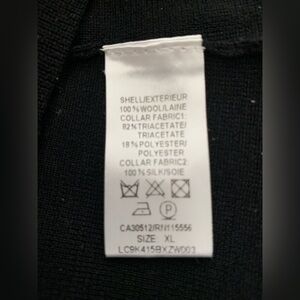 SHELL/EXTERIEUR
100%WOOL/LAINE
COLLAR FABRIC1:
82%TRIACETATE/
TRIACETATE
18%POLYESTER/
POLYESTER
COLLAR FABRIC2:
100%SILK/SOIE
P
CA30512/RN115556
SIZE XL
LC9K415BXZW003